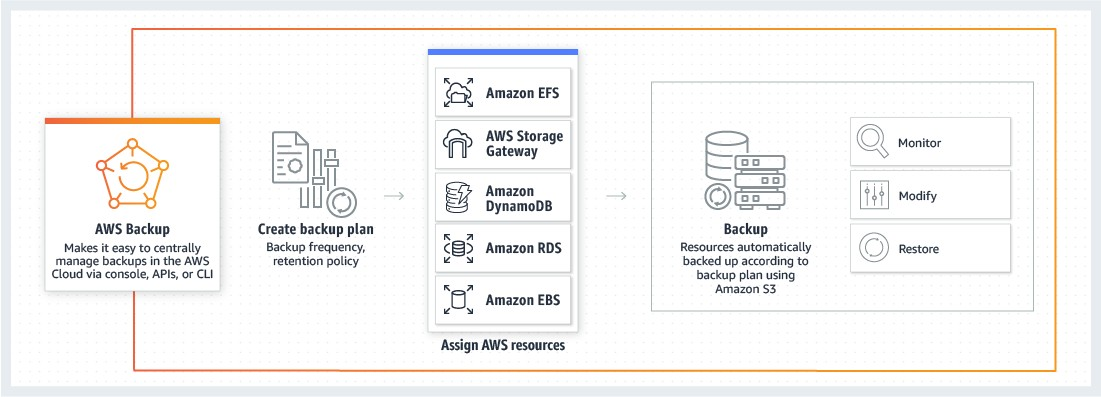 AWS Backup
Makes it easy to centrally
manage backups in the AWS
Cloud via console, APIs, or CLI
Create backup plan
Backup frequency,
retention policy
Amazon EFS
AWS Storage
Gateway
Amazon
DynamoDB
Amazon RDS
Amazon EBS
Assign AWS resources
Backup
Resources automatically
backed up according to
backup plan using
Amazon S3
Monitor
Modify
Restore